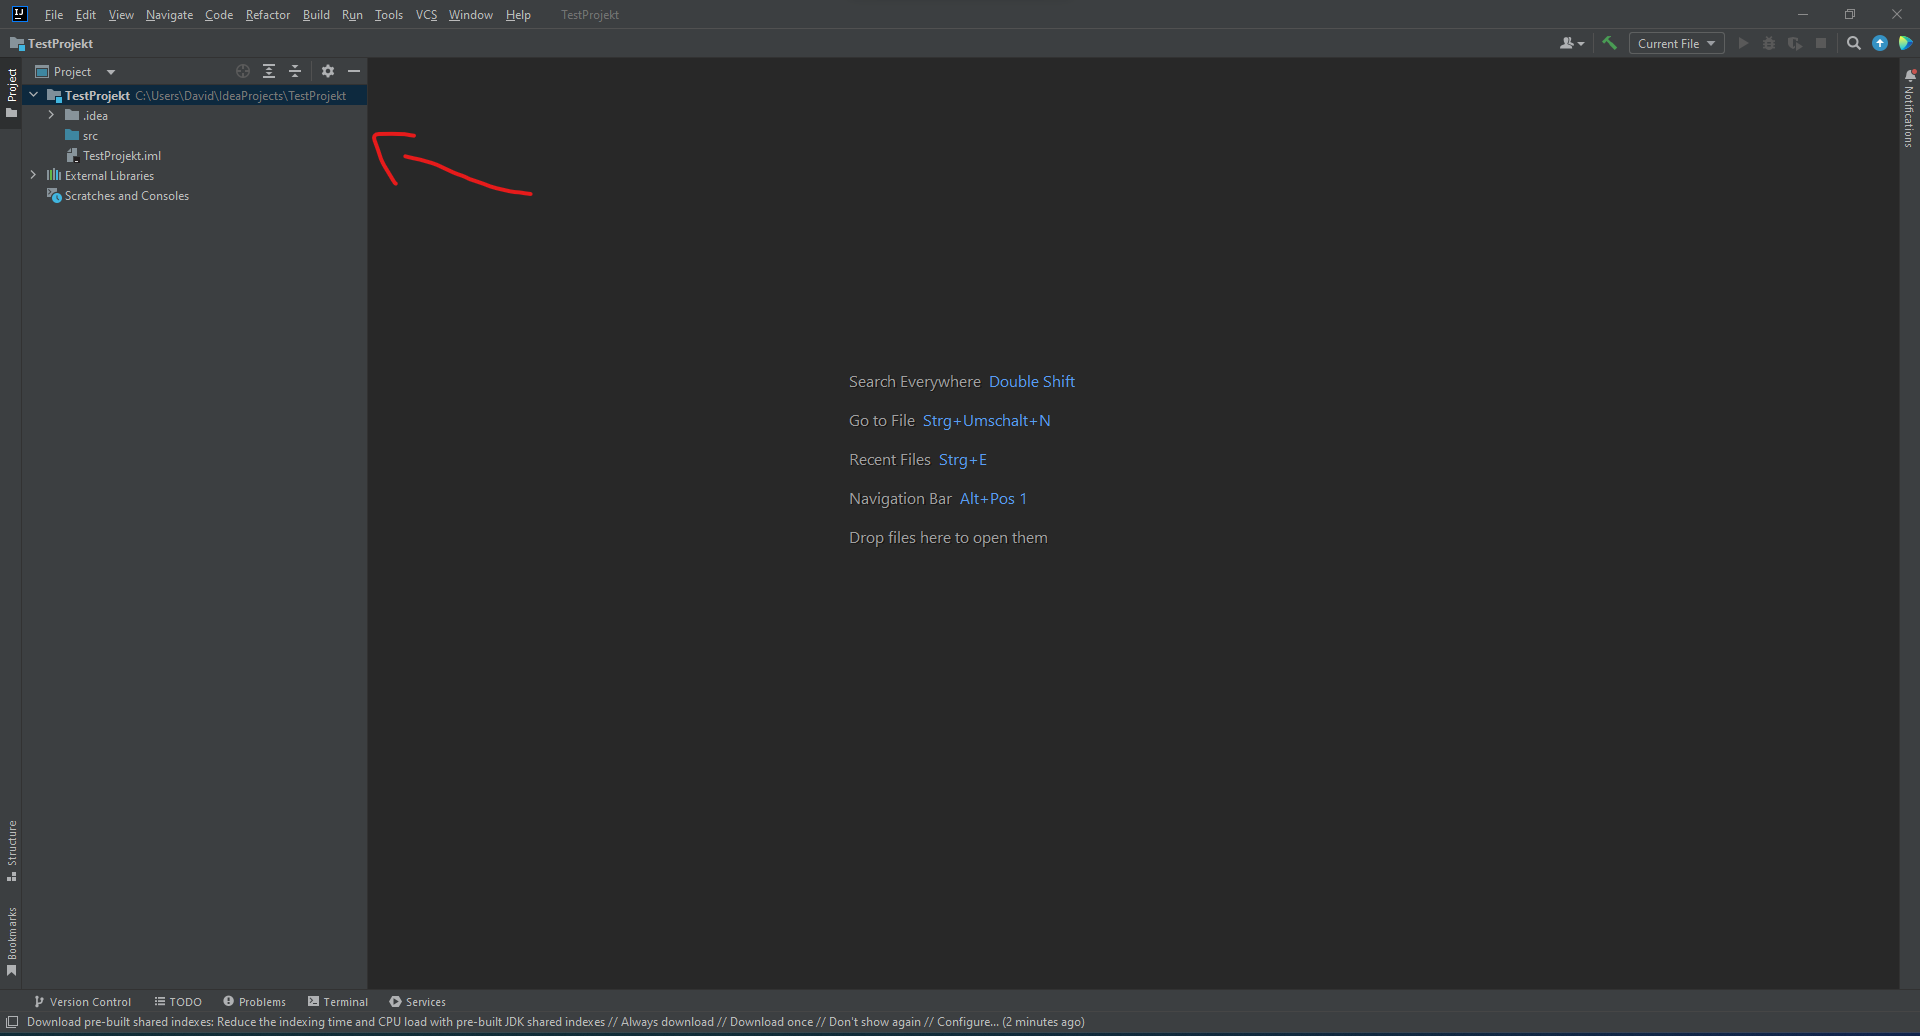 IJ File Edit View Navigate Code Refactor Build Run Tools VCS Window Help TestProjekt
TestProjekt
Current File
Project
Project
TestProjekt C:\Users\David\IdeaProjects\TestProjekt
.idea
src
TestProjekt.iml
External Libraries
Scratches and Consoles
Notifications
Search Everywhere Double Shift
Go to File Strg+Umschalt+N
Recent Files Strg+E
Navigation Bar Alt+Pos 1
Drop files here to open them
Structure
Bookmarks
Version Control TODO Problems Terminal Services
Download pre-built shared indexes: Reduce the indexing time and CPU load with pre-built JDK shared indexes // Always download // Download once // Don't show again // Configure... (2 minutes ago)